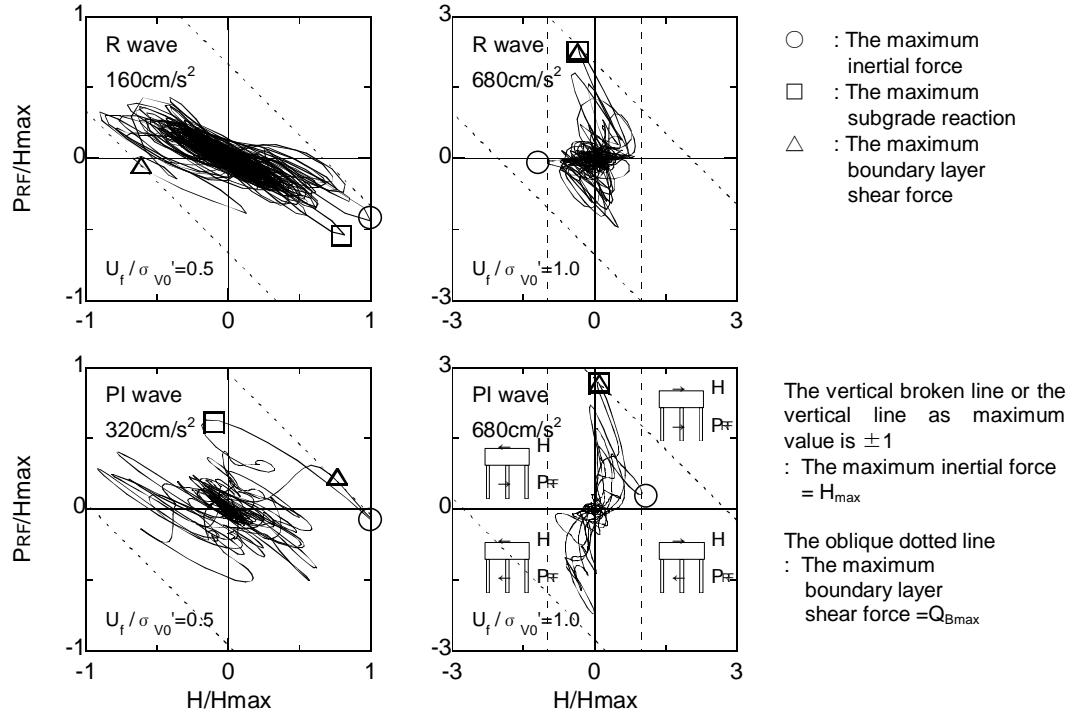 1
R wave
160cm/s2
0
PRF/Hmax
Uf / σV0'=0.5
-1
-1
0
1
3
R wave
680cm/s2
0
Uf / σV0'=1.0
-3
-3
0
3
: The maximum
inertial force
: The maximum
subgrade reaction
: The maximum
boundary layer
shear force
1
PI wave
320cm/s2
0
PRF/Hmax
Uf / σV0'=0.5
-1
-1
0
1
H/Hmax
3
PI wave
680cm/s2
H
PRF
H
PRF
0
H
PRF
H
PRF
Uf / σV0'=1.0
-3
-3
0
3
H/Hmax
The vertical broken line or the
vertical line as maximum
value is ±1
: The maximum inertial force
= Hmax
The oblique dotted line
: The maximum
boundary layer
shear force =QBmax